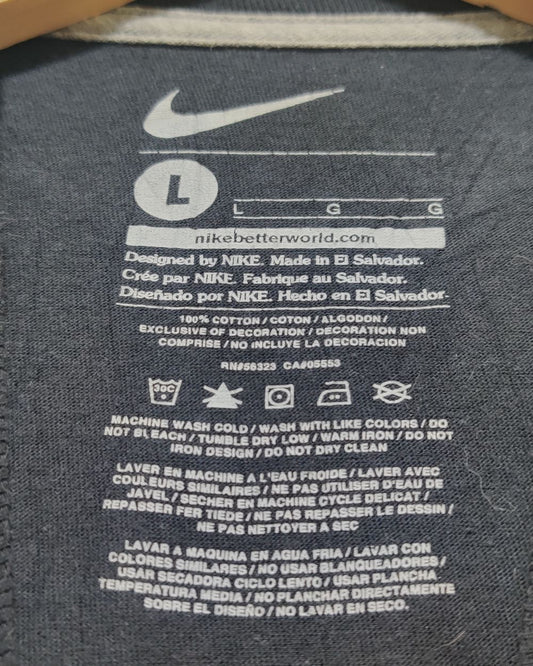 L
L G G
nikebetterworld.com
Designed by NIKE. Made in El Salvador.
Crée par NIKE. Fabrique au Salvador.
Diseñado por NIKE. Hecho en El Salvador.
100% COTTON / COTON / ALGODON /
EXCLUSIVE OF DECORATION / DECORATION NON
COMPRISE / NO INCLUYE LA DECORACION
RN#56323 CA#05553
30C
MACHINE WASH COLD / WASH WITH LIKE COLORS / DO
NOT BLEACH / TUMBLE DRY LOW / WARM IRON / DO NOT
IRON DESIGN / DO NOT DRY CLEAN
LAVER EN MACHINE A L'EAU FROIDE / LAVER AVEC
COULEURS SIMILAIRES / NE PAS UTILISER D'EAU DE
JAVEL / SECHER EN MACHINE CYCLE DELICAT /
REPASSER FER TIEDE / NE PAS REPASSER LE DESSIN /
NE PAS NETTOYER A SEC
LAVAR A MAQUINA EN AGUA FRIA / LAVAR CON
COLORES SIMILARES / NO USAR BLANQUEADORES /
USAR SECADORA CICLO LENTO / USAR PLANCHA
TEMPERATURA MEDIA / NO PLANCHAR DIRECTAMENTE
SOBRE EL DISEÑO / NO LAVAR EN SECO.